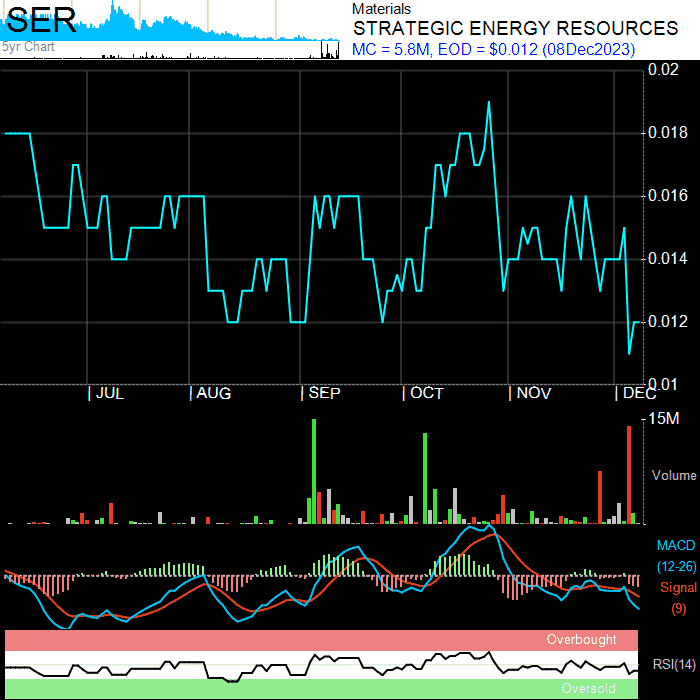 SER
5yr Chart
Materials
STRATEGIC ENERGY RESOURCES
MC = 5.8M, EOD = $0.012 (08Dec2023)
0.02
0.018
0.016
0.014
0.012
0.01
JUL AUG SEP OCT NOV DEC
15M
Volume
MACD
(12-26)
Signal
(9)
Overbought
RSI(14)
Oversold